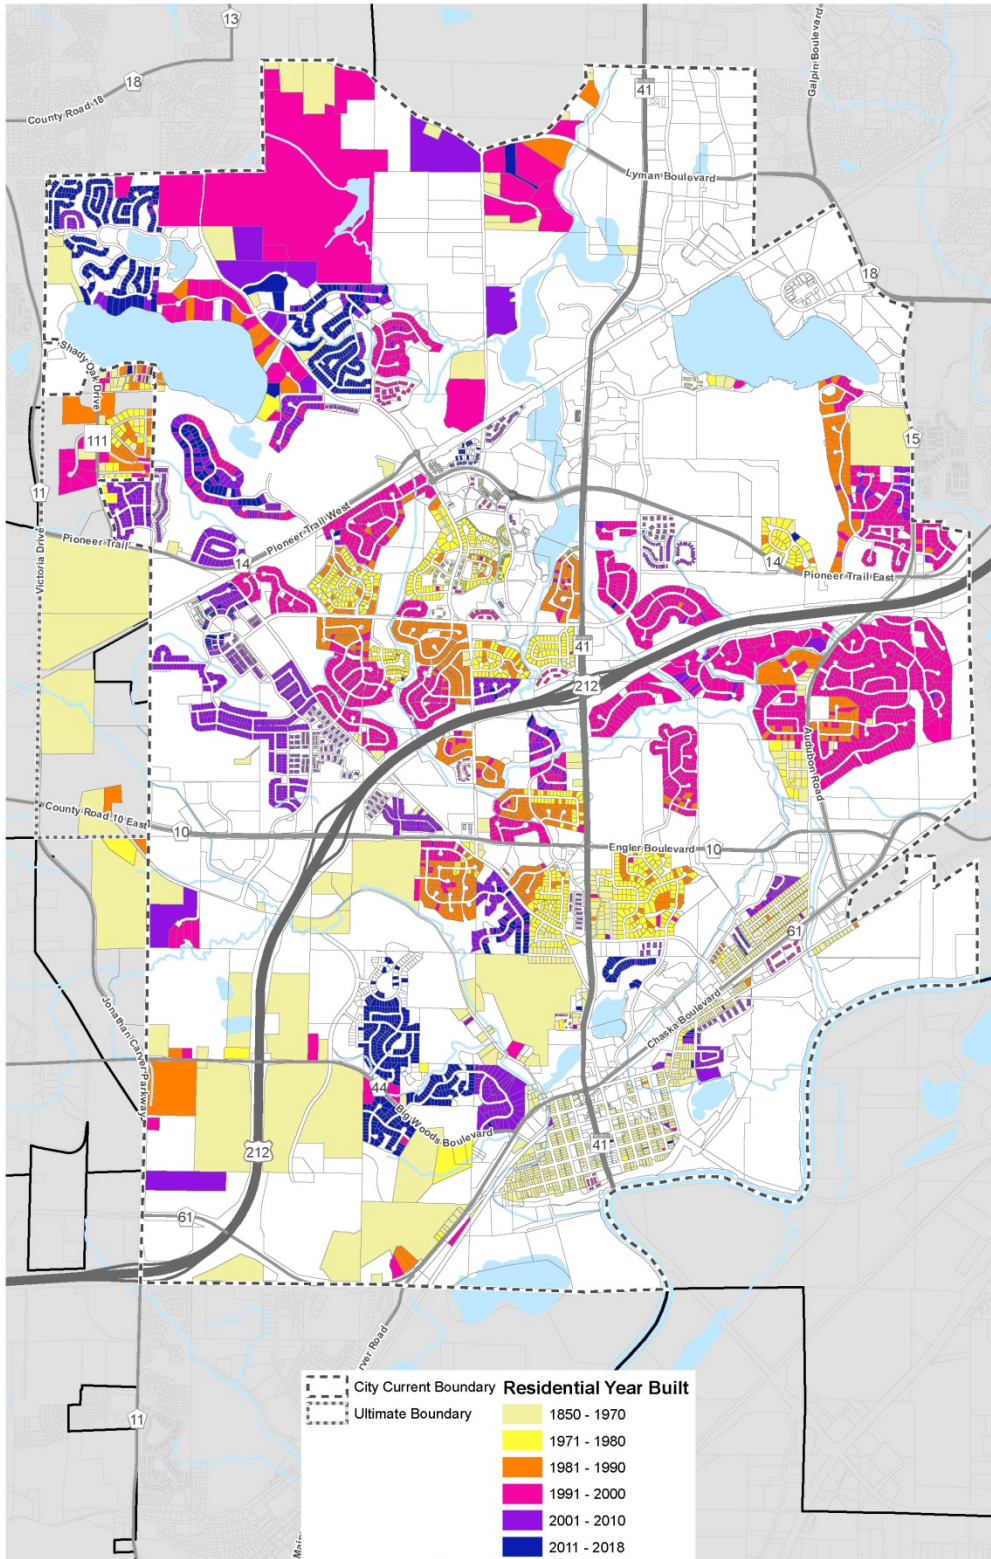 13
18
County Road 18
Galpin Boulevard
41
Lyman Boulevard
18
Shady Oak Drive
111
15
11
Victoria Drive
Pioneer Trail
14
Pioneer Trail West
14
Pioneer Trail East
41
212
Audubon Road
County Road 10 East
10
Engler Boulevard
10
61
Chaska Boulevard
Jonathan Carver Parkway
44
Big Woods Boulevard
41
212
61
11
City Current Boundary
Ultimate Boundary
Residential Year Built
1850 - 1970
1971 - 1980
1981 - 1990
1991 - 2000
2001 - 2010
2011 - 2018